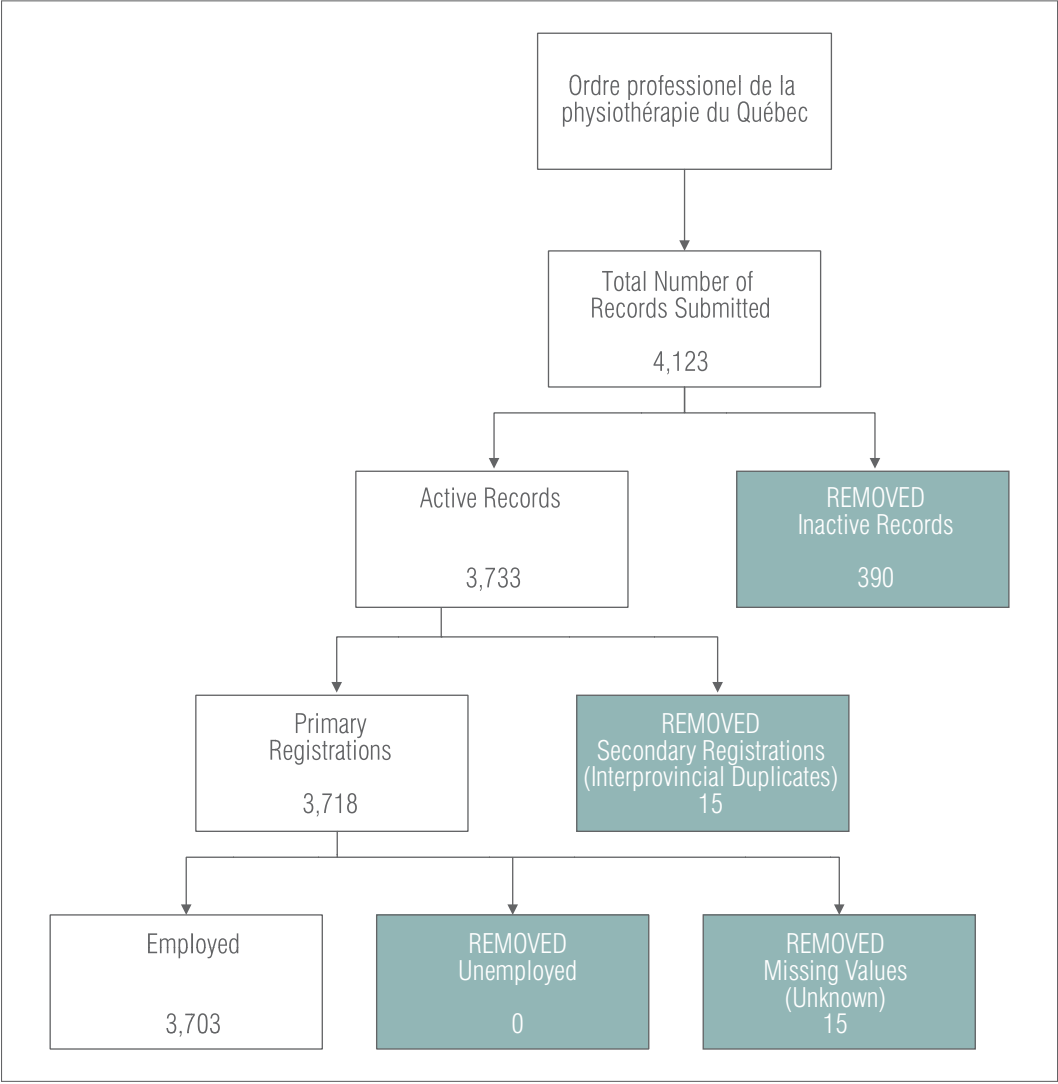 Ordre professionel de la
physiothérapie du Québec
Total Number of
Records Submitted
4,123
Active Records
3,733
REMOVED
Inactive Records
390
Primary
Registrations
3,718
REMOVED
Secondary Registrations
(Interprovincial Duplicates)
15
Employed
3,703
REMOVED
Unemployed
0
REMOVED
Missing Values
(Unknown)
15